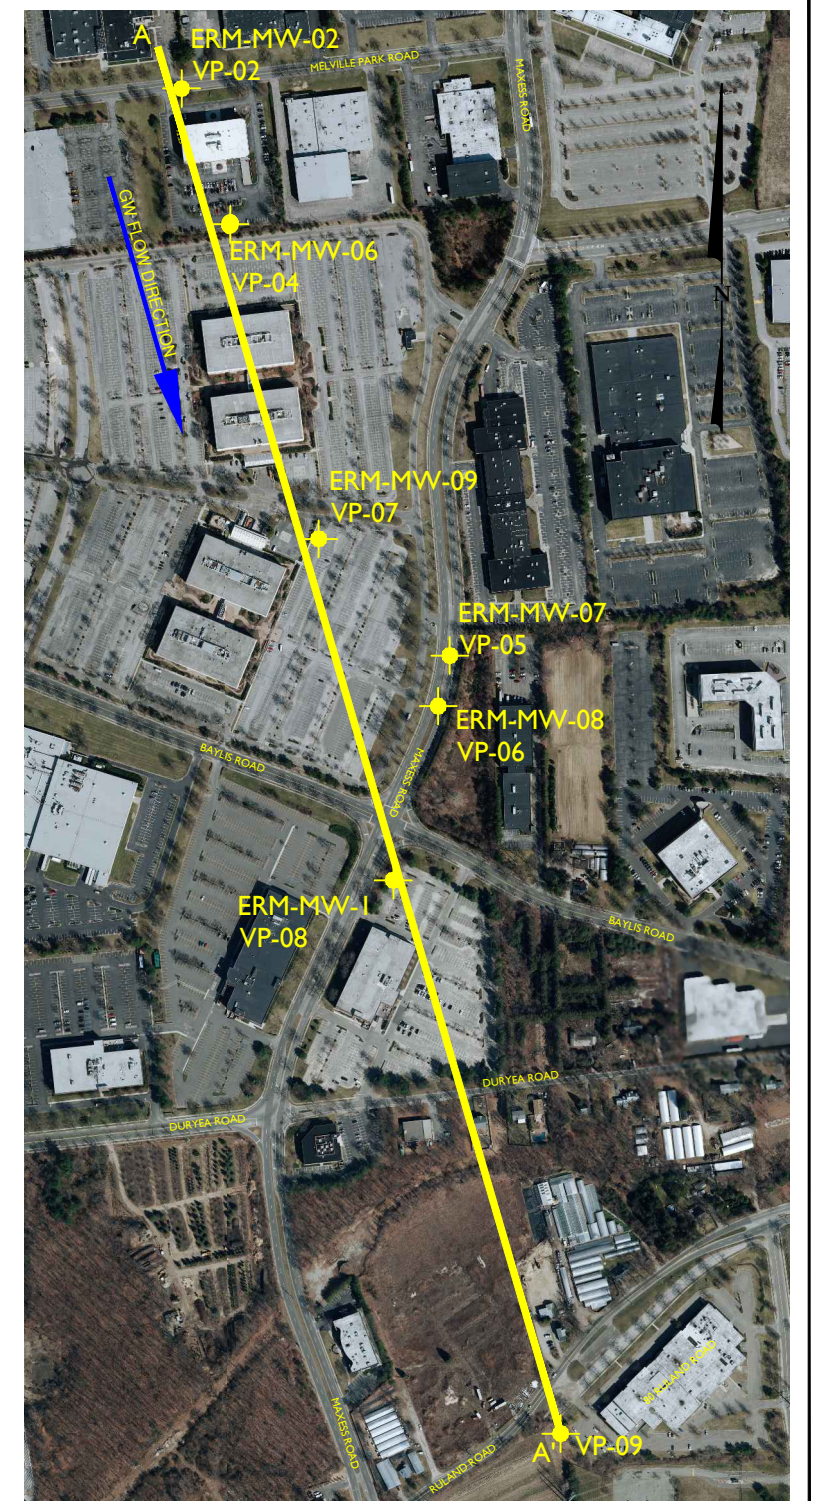 A
ERM-MW-02
VP-02
MELVILLE PARK ROAD
MAXESS ROAD
GW FLOW DIRECTION
ERM-MW-06
VP-04
N
ERM-MW-09
VP-07
ERM-MW-07
VP-05
ERM-MW-08
VP-06
BAYLIS ROAD
MAXESS ROAD
ERM-MW-1
VP-08
BAYLIS ROAD
DURYEA ROAD
DURYEA ROAD
RULAND ROAD
MAXESS ROAD
A'
VP-09
RULAND ROAD